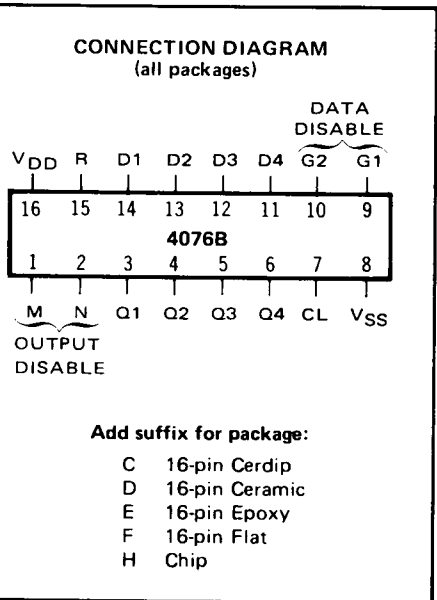 CONNECTION DIAGRAM
(all packages)
DATA
DISABLE
VDD R D1 D2 D3 D4 G2 G1
16 15 14 13 12 11 10 9
4076B
1 2 3 4 5 6 7 8
M N Q1 Q2 Q3 Q4 CL VSS
OUTPUT
DISABLE
Add suffix for package:
C 16-pin Cerdip
D 16-pin Ceramic
E 16-pin Epoxy
F 16-pin Flat
H Chip